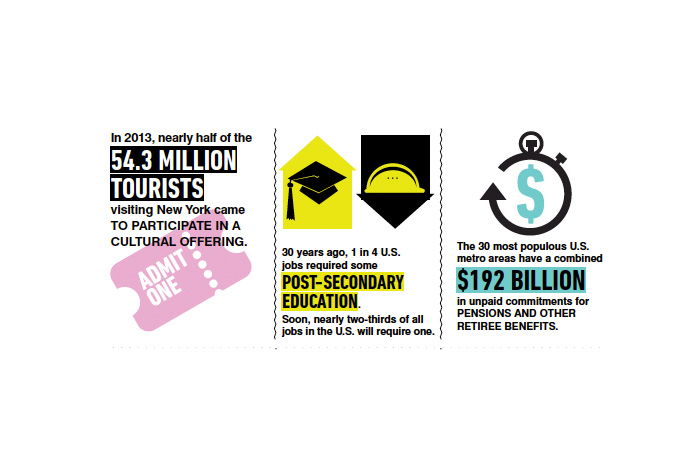 In 2013, nearly half of the
54.3 MILLION
TOURISTS
visiting New York came
TO PARTICIPATE IN A
CULTURAL OFFERING.
ADMIT
ONE
30 years ago, 1 in 4 U.S.
jobs required some
POST-SECONDARY
EDUCATION.
Soon, nearly two-thirds of all
jobs in the U.S. will require one.
$
The 30 most populous U.S.
metro areas have a combined
$192 BILLION
in unpaid commitments for
PENSIONS AND OTHER
RETIREE BENEFITS.